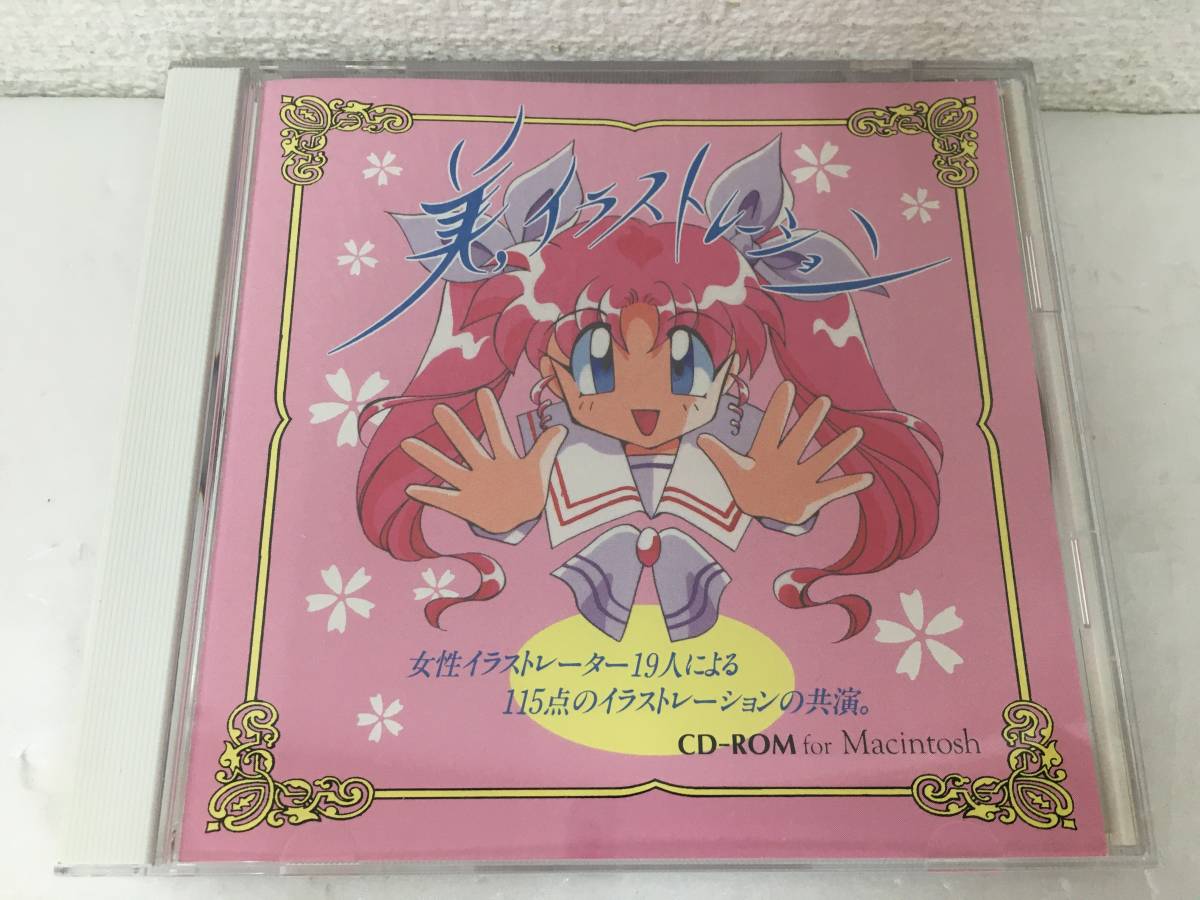 美,イラストレーション
女性イラストレーター19人による
115点のイラストレーションの共演。
CD-ROM for Macintosh